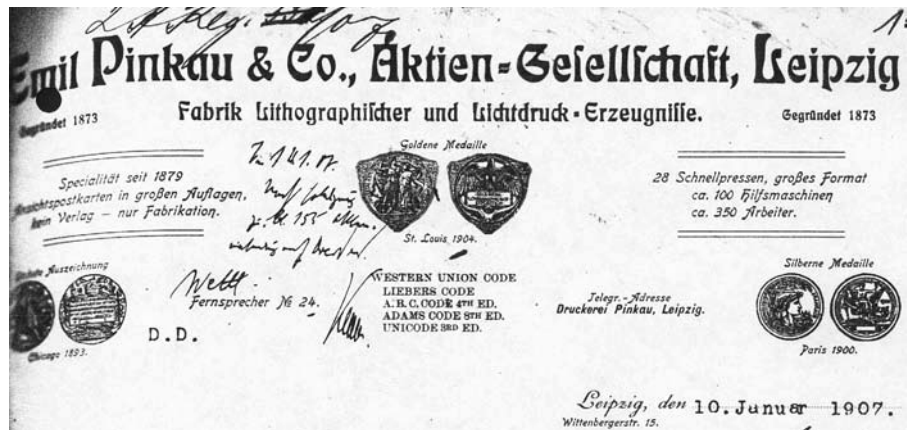 Emil Pinkau & Co., Aktien=Gesellschaft, Leipzig
Fabrik Lithographischer und Lichtdruck=Erzeugnisse.
Gegründet 1873
Gegründet 1873
Specialität seit 1879
Ansichtspostkarten in großen Auflagen,
kein Verlag – nur Fabrikation.
Goldene Medaille
St. Louis, 1904.
28 Schnellpressen, großes Format
ca. 100 Hilfsmaschinen
ca. 350 Arbeiter.
Auszeichnung
Chicago 1893.
Fernsprecher № 24.
D.D.
WESTERN UNION CODE
LIEBERS CODE
A.B.C. CODE 4TH ED.
ADAMS CODE 8TH ED.
UNICODE 3RD ED.
Telegr.-Adresse
Druckerei Pinkau, Leipzig.
Silberne Medaille
Paris 1900.
Leipzig, den 10. Januar 1907.
Wittenbergerstr. 15.